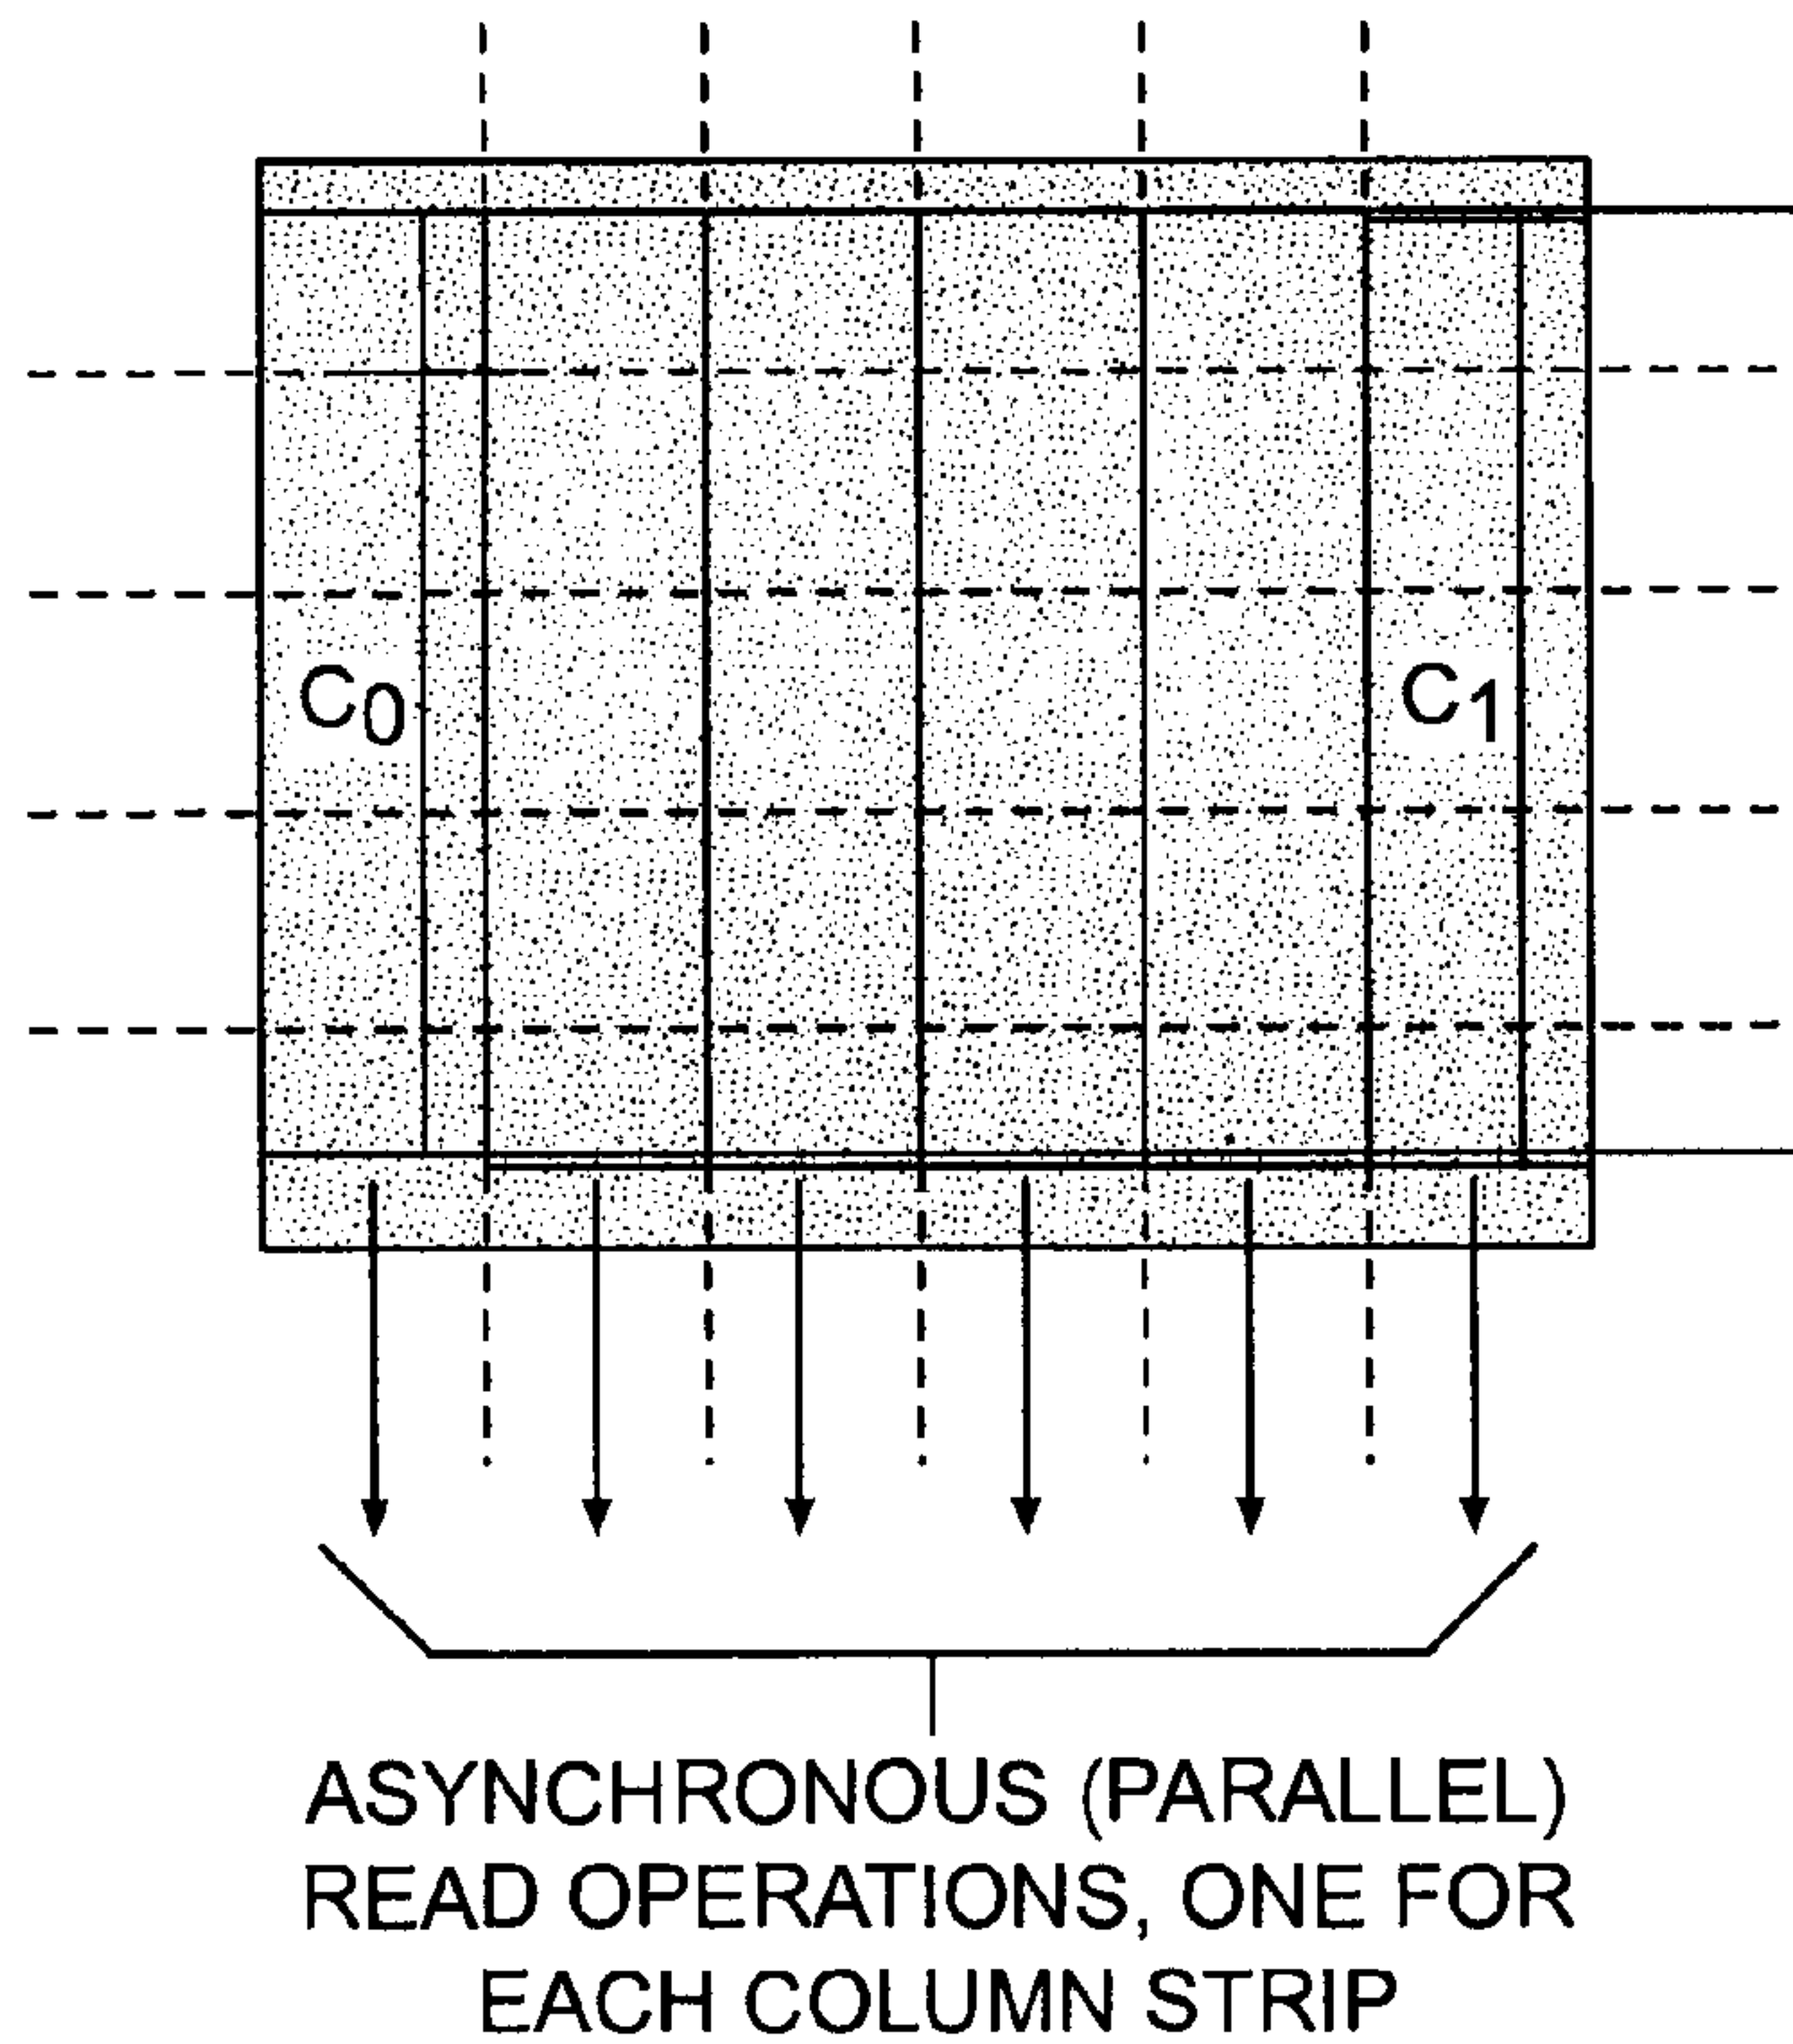 C0 C1
ASYNCHRONOUS (PARALLEL)
READ OPERATIONS, ONE FOR
EACH COLUMN STRIP